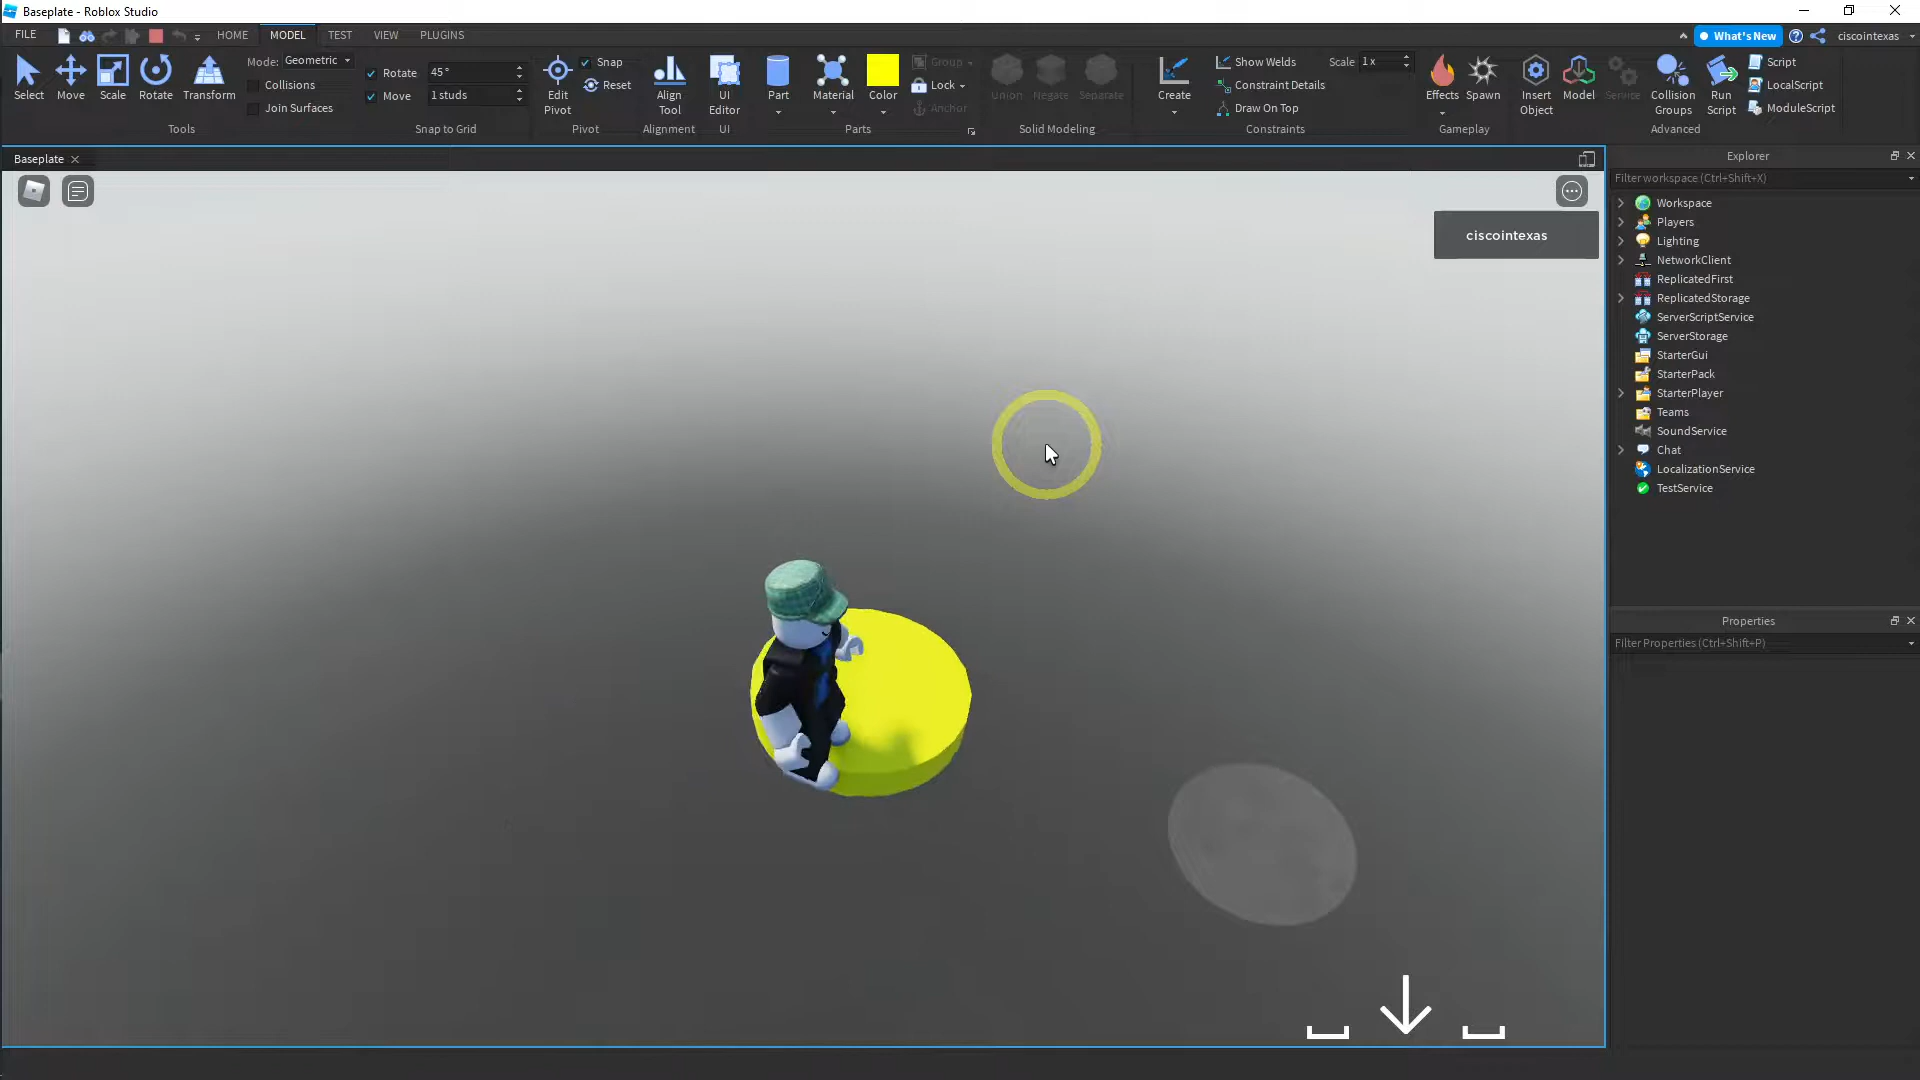 Baseplate - Roblox Studio
FILE
HOME
MODEL
TEST
VIEW
PLUGINS
What's New
ciscointexas
Select
Move
Scale
Rotate
Transform
Mode:
Geometric
Collisions
Join Surfaces
Tools
Rotate
45°
Move
1 studs
Snap to Grid
Edit
Pivot
Snap
Reset
Pivot
Align
Tool
Alignment
UI
Editor
UI
Part
Material
Color
Group
Lock
Anchor
Parts
Union
Negate
Separate
Solid Modeling
Create
Show Welds
Scale
1 x
Constraint Details
Draw On Top
Constraints
Effects
Spawn
Gameplay
Insert
Object
Model
Service
Collision
Groups
Run
Script
Script
LocalScript
ModuleScript
Advanced
Baseplate
ciscointexas
Explorer
Filter workspace (Ctrl+Shift+X)
Workspace
Players
Lighting
NetworkClient
ReplicatedFirst
ReplicatedStorage
ServerScriptService
ServerStorage
StarterGui
StarterPack
StarterPlayer
Teams
SoundService
Chat
LocalizationService
TestService
Properties
Filter Properties (Ctrl+Shift+P)